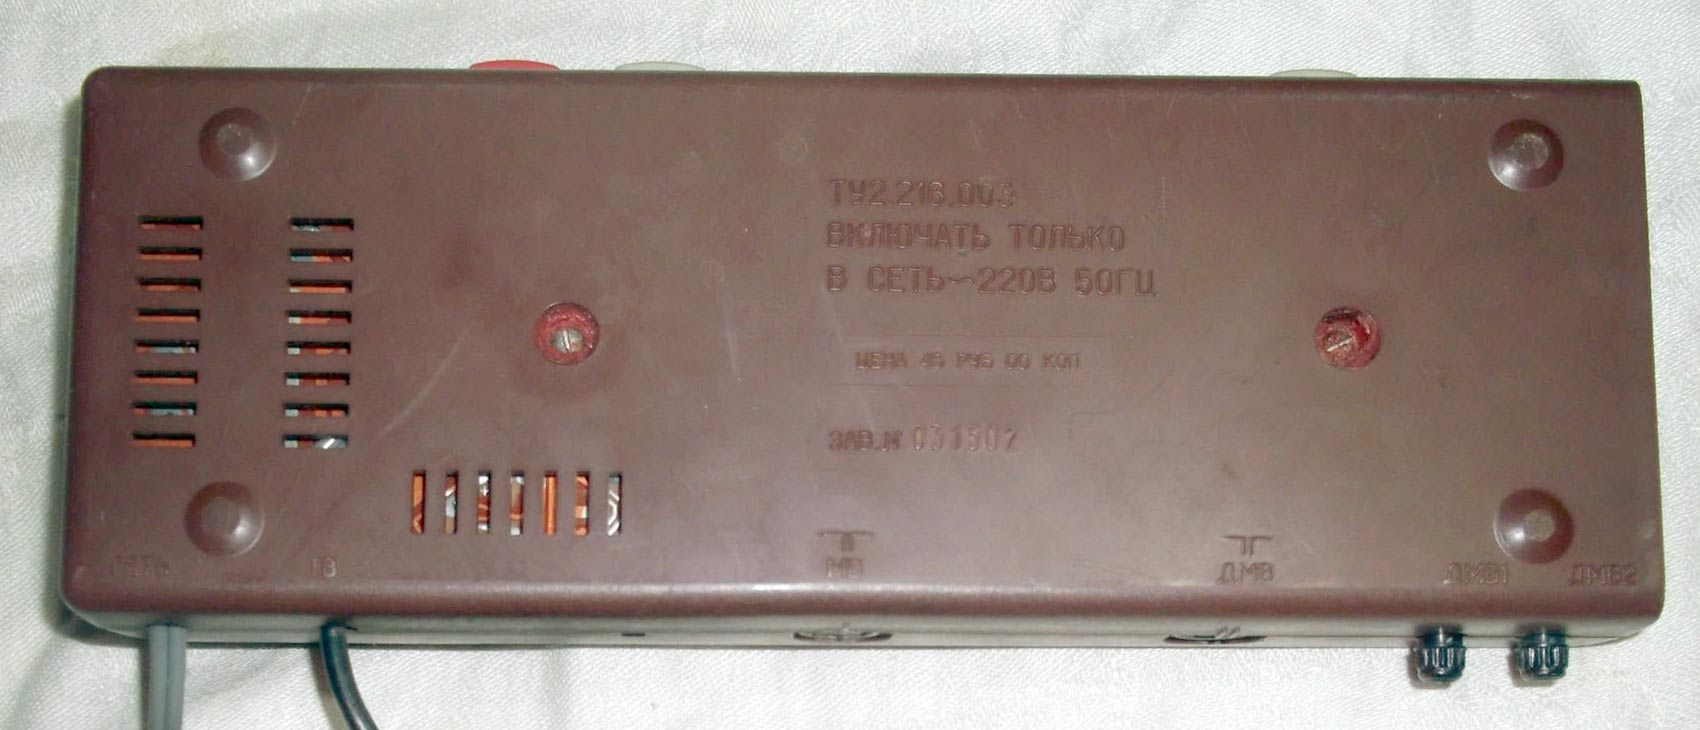 ТУ2.216.003
ВКЛЮЧАТЬ ТОЛЬКО
В СЕТЬ ~220В 50ГЦ
ЦЕНА 45 РУБ 00 КОП
ЗАВ.№ 031502
СЕТЬ ТВ МВ ДМВ ДМВ1 ДМВ2